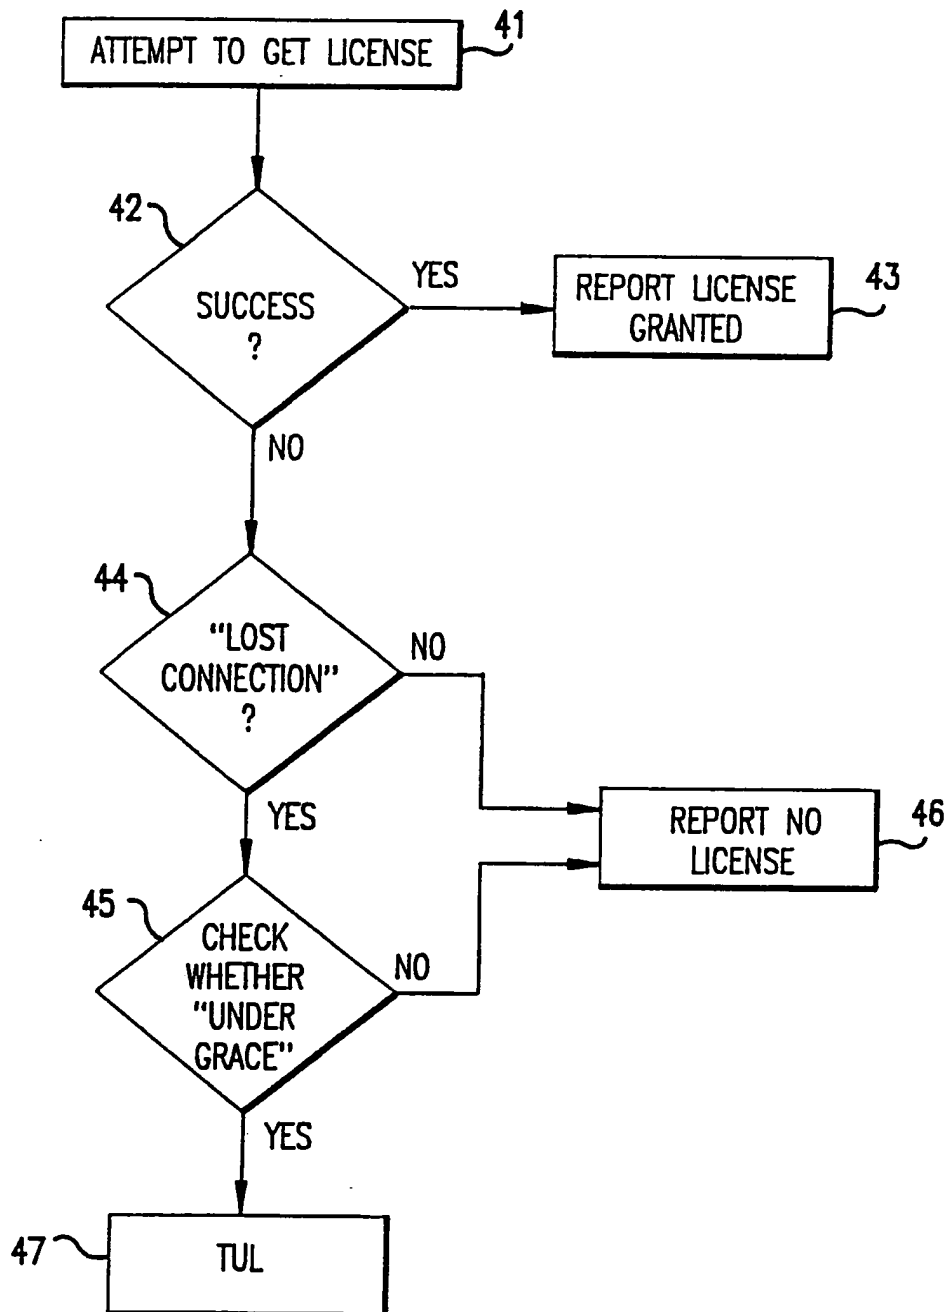 ATTEMPT TO GET LICENSE
41
42
SUCCESS
?
YES
REPORT LICENSE
GRANTED
43
NO
44
"LOST
CONNECTION"
?
NO
YES
REPORT NO
LICENSE
46
45
CHECK
WHETHER
"UNDER
GRACE"
NO
YES
47
TUL